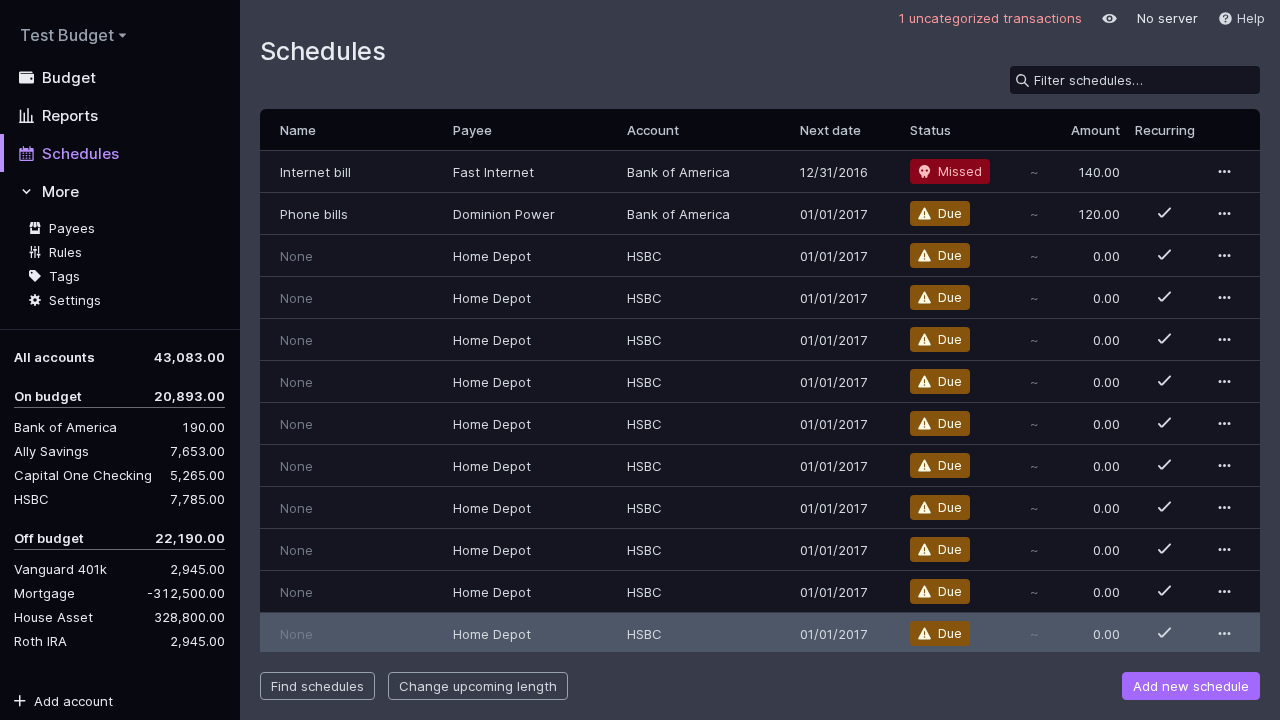 Test Budget
Budget
Reports
Schedules
More
Payees
Rules
Tags
Settings
All accounts 43,083.00
On budget 20,893.00
Bank of America 190.00
Ally Savings 7,653.00
Capital One Checking 5,265.00
HSBC 7,785.00
Off budget 22,190.00
Vanguard 401k 2,945.00
Mortgage -312,500.00
House Asset 328,800.00
Roth IRA 2,945.00
Add account
1 uncategorized transactions No server Help
Schedules
Filter schedules...
Name Payee Account Next date Status Amount Recurring
Internet bill Fast Internet Bank of America 12/31/2016 Missed ~ 140.00
Phone bills Dominion Power Bank of America 01/01/2017 Due ~ 120.00
None Home Depot HSBC 01/01/2017 Due ~ 0.00
None Home Depot HSBC 01/01/2017 Due ~ 0.00
None Home Depot HSBC 01/01/2017 Due ~ 0.00
None Home Depot HSBC 01/01/2017 Due ~ 0.00
None Home Depot HSBC 01/01/2017 Due ~ 0.00
None Home Depot HSBC 01/01/2017 Due ~ 0.00
None Home Depot HSBC 01/01/2017 Due ~ 0.00
None Home Depot HSBC 01/01/2017 Due ~ 0.00
None Home Depot HSBC 01/01/2017 Due ~ 0.00
None Home Depot HSBC 01/01/2017 Due ~ 0.00
Find schedules Change upcoming length Add new schedule